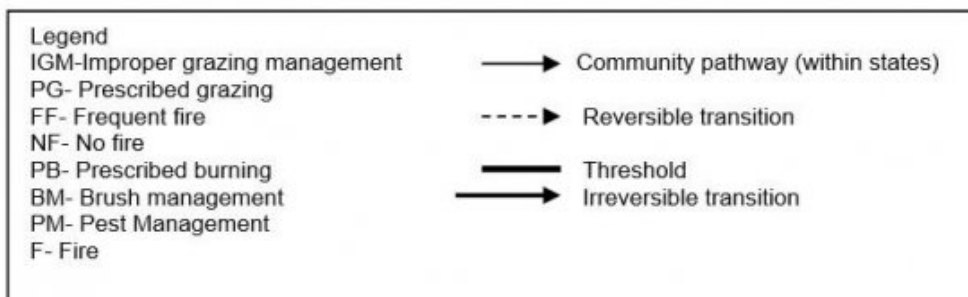 Legend
IGM-Improper grazing management
PG- Prescribed grazing
FF- Frequent fire
NF- No fire
PB- Prescribed burning
BM- Brush management
PM- Pest Management
F- Fire
Community pathway (within states)
Reversible transition
Threshold
Irreversible transition